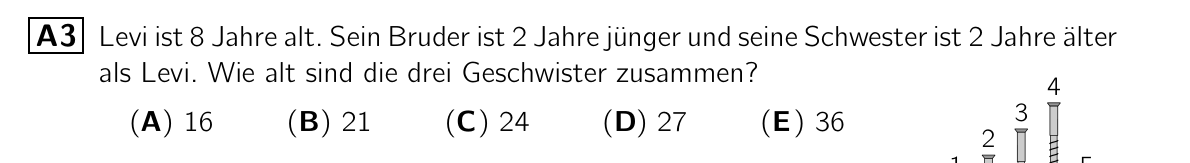 A3 Levi ist 8 Jahre alt. Sein Bruder ist 2 Jahre jünger und seine Schwester ist 2 Jahre älter
als Levi. Wie alt sind die drei Geschwister zusammen?
(A) 16 (B) 21 (C) 24 (D) 27 (E) 36
4
3
2
1 5